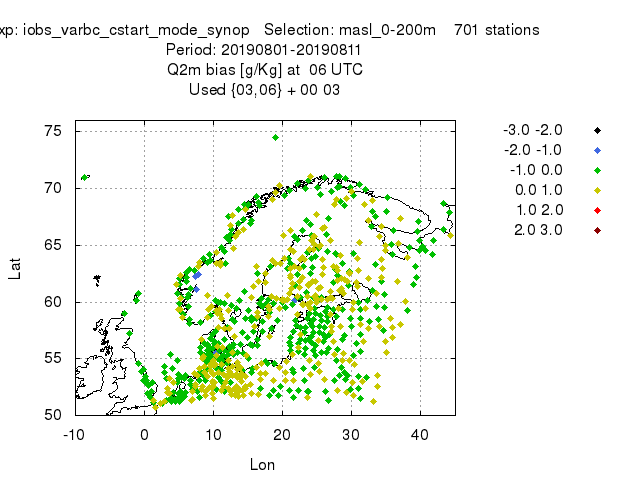 xp: iobs_varbc_cstart_mode_synop Selection: masl_0-200m 701 stations
Period: 20190801-20190811
Q2m bias [g/Kg] at 06 UTC
Used {03,06} + 00 03
-3.0 -2.0
-2.0 -1.0
-1.0 0.0
0.0 1.0
1.0 2.0
2.0 3.0
75
70
65
60
55
50
Lat
-10 0 10 20 30 40
Lon